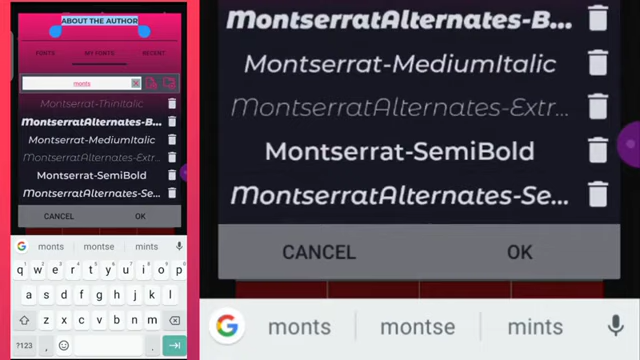 ABOUT THE AUTHOR
FONTS MY FONTS RECENT
monts
Montserrat-ThinItalic
MontserratAlternates-B...
Montserrat-MediumItalic
MontserratAlternates-Extr...
Montserrat-SemiBold
MontserratAlternates-Se...
CANCEL OK
monts montse mints
q w e r t y u i o p
a s d f g h j k l
z x c v b n m
?123 , .
MontserratAlternates-B...
Montserrat-MediumItalic
MontserratAlternates-Extr...
Montserrat-SemiBold
MontserratAlternates-Se...
CANCEL OK
G monts montse mints